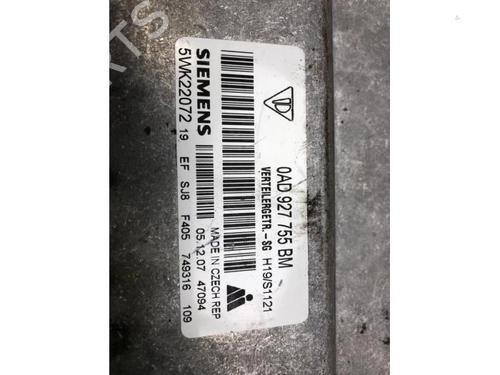 0AD 927 755 BM
VERTEILERGETR.-SG H19/S1121
SIEMENS
MADE IN CZECH REP
05.12.07 47094
5WK22072 19 EF SJ8 F405 749316 109